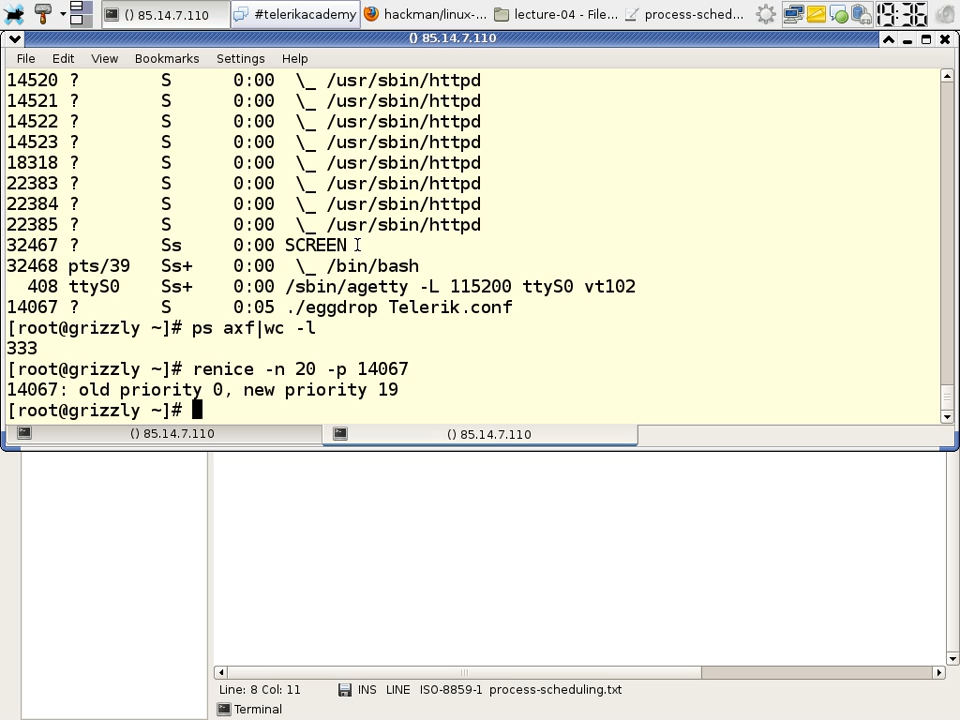 () 85.14.7.110 #telerikacademy hackman/linux-... lecture-04 - File... process-sched... 19:36
() 85.14.7.110
File Edit View Bookmarks Settings Help
14520 ? S 0:00 \_ /usr/sbin/httpd
14521 ? S 0:00 \_ /usr/sbin/httpd
14522 ? S 0:00 \_ /usr/sbin/httpd
14523 ? S 0:00 \_ /usr/sbin/httpd
18318 ? S 0:00 \_ /usr/sbin/httpd
22383 ? S 0:00 \_ /usr/sbin/httpd
22384 ? S 0:00 \_ /usr/sbin/httpd
22385 ? S 0:00 \_ /usr/sbin/httpd
32467 ? Ss 0:00 SCREEN
32468 pts/39 Ss+ 0:00 \_ /bin/bash
408 ttyS0 Ss+ 0:00 /sbin/agetty -L 115200 ttyS0 vt102
14067 ? S 0:05 ./eggdrop Telerik.conf
[root@grizzly ~]# ps axf|wc -l
333
[root@grizzly ~]# renice -n 20 -p 14067
14067: old priority 0, new priority 19
[root@grizzly ~]#
() 85.14.7.110 () 85.14.7.110
Line: 8 Col: 11 INS LINE ISO-8859-1 process-scheduling.txt
Terminal